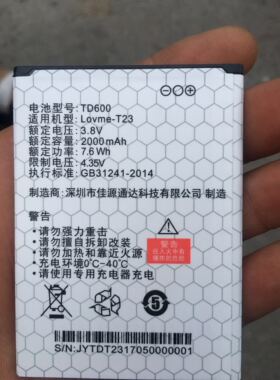 电池型号：TD600
适用机型：Lovme-T23
额定电压：3.8V
额定容量：2000mAh
额定能量：7.6Wh
限制电压：4.35V
执行标准：GB31241-2014
制造商：深圳市佳源通达科技有限公司 制造
警告
请勿强力重击
请勿擅自拆卸改装
请勿加热和靠近火源
充电环境0℃-40℃
请使用专用充电器充电
警告
5
S/N:JYTDT2317050000001